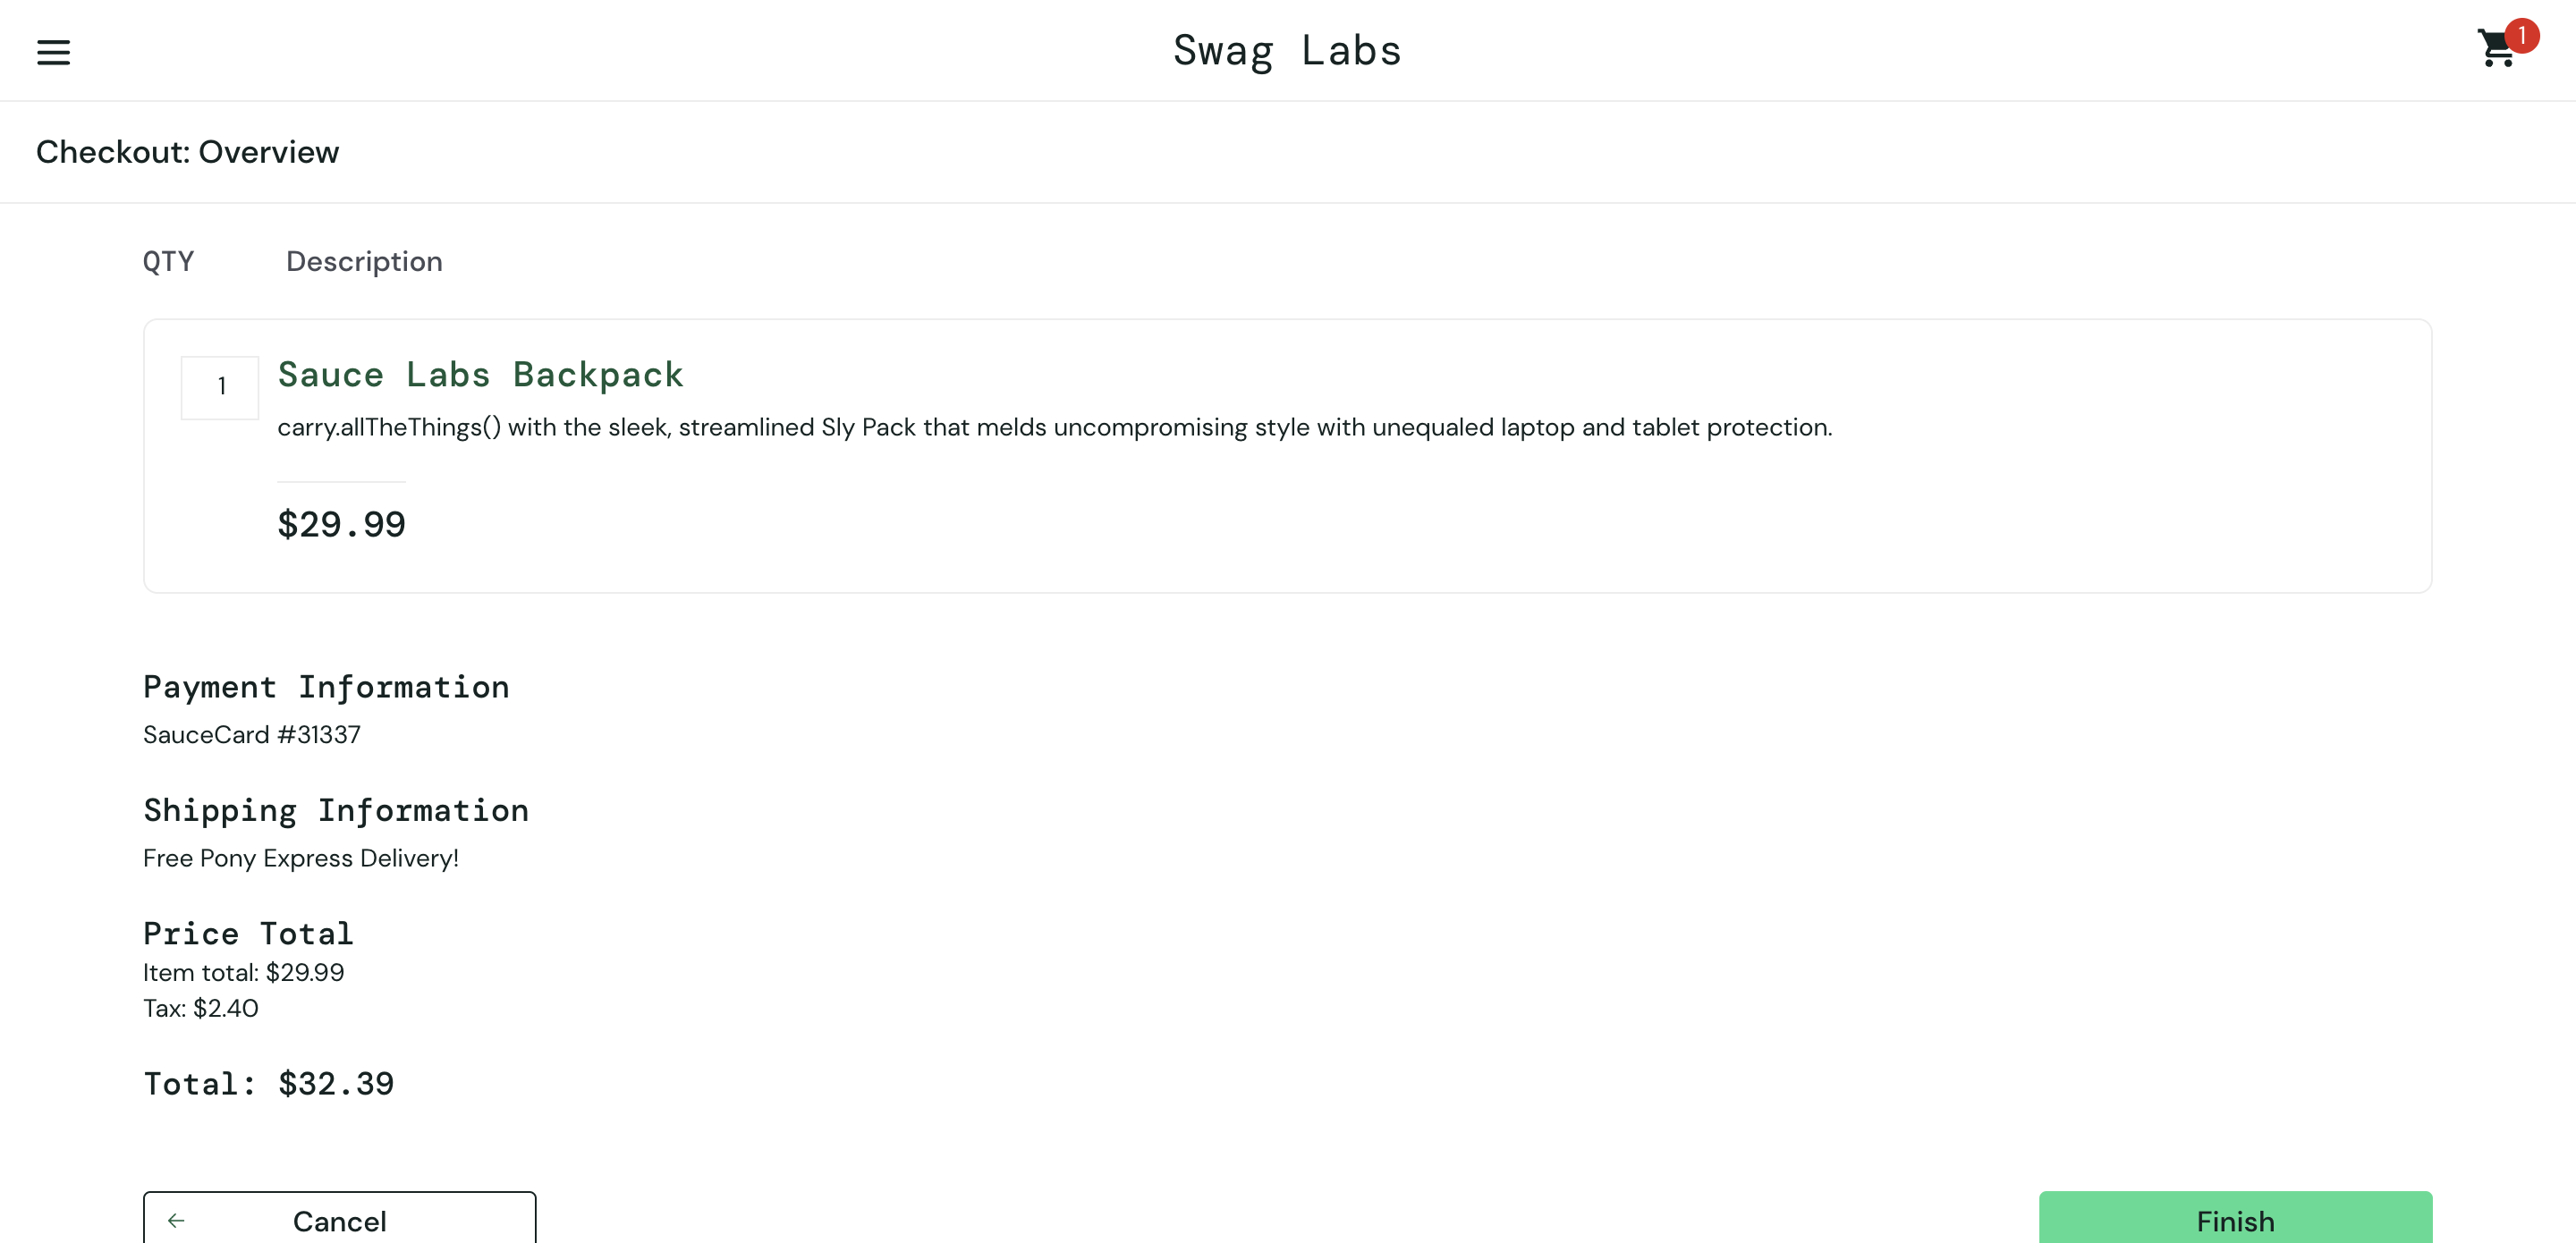 Swag Labs
1
Checkout: Overview
QTY Description
1
Sauce Labs Backpack
carry.allTheThings() with the sleek, streamlined Sly Pack that melds uncompromising style with unequaled laptop and tablet protection.
$29.99
Payment Information
SauceCard #31337
Shipping Information
Free Pony Express Delivery!
Price Total
Item total: $29.99
Tax: $2.40
Total: $32.39
Cancel
Finish